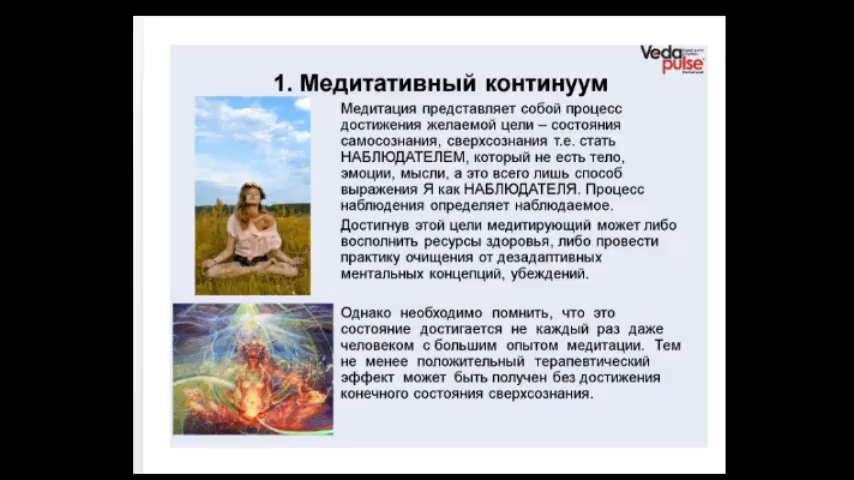 Veda
pulse
1. Медитативный континуум
Медитация представляет собой процесс
достижения желаемой цели – состояния
самосознания, сверхсознания т.е. стать
НАБЛЮДАТЕЛЕМ, который не есть тело,
эмоции, мысли, а это всего лишь способ
выражения Я как НАБЛЮДАТЕЛЯ. Процесс
наблюдения определяет наблюдаемое.
Достигнув этой цели медитирующий может либо
восполнить ресурсы здоровья, либо провести
практику очищения от дезадаптивных
ментальных концепций, убеждений.
Однако необходимо помнить, что это
состояние достигается не каждый раз даже
человеком с большим опытом медитации. Тем
не менее положительный терапевтический
эффект может быть получен без достижения
конечного состояния сверхсознания.